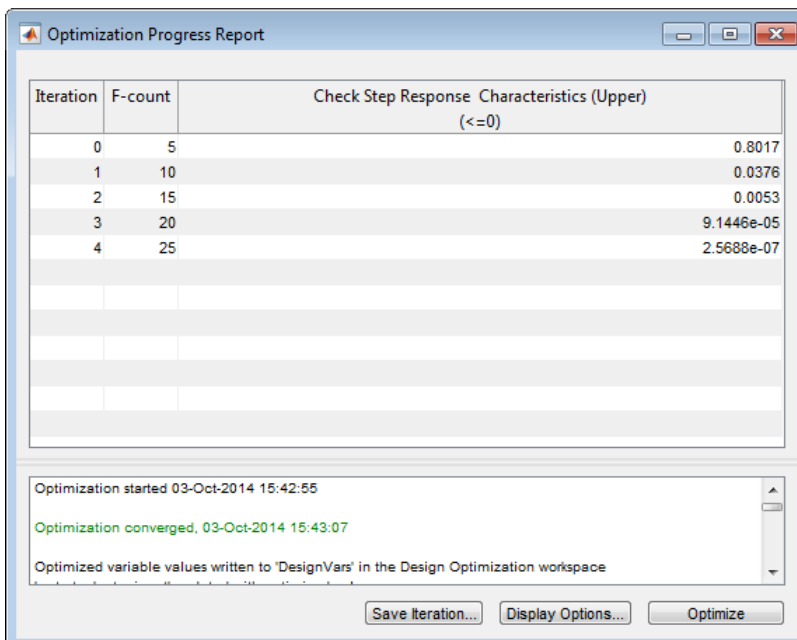 Optimization Progress Report
Iteration F-count Check Step Response Characteristics (Upper)
(<=0)
0 5 0.8017
1 10 0.0376
2 15 0.0053
3 20 9.1446e-05
4 25 2.5688e-07
Optimization started 03-Oct-2014 15:42:55
Optimization converged, 03-Oct-2014 15:43:07
Optimized variable values written to 'DesignVars' in the Design Optimization workspace
Save Iteration... Display Options... Optimize